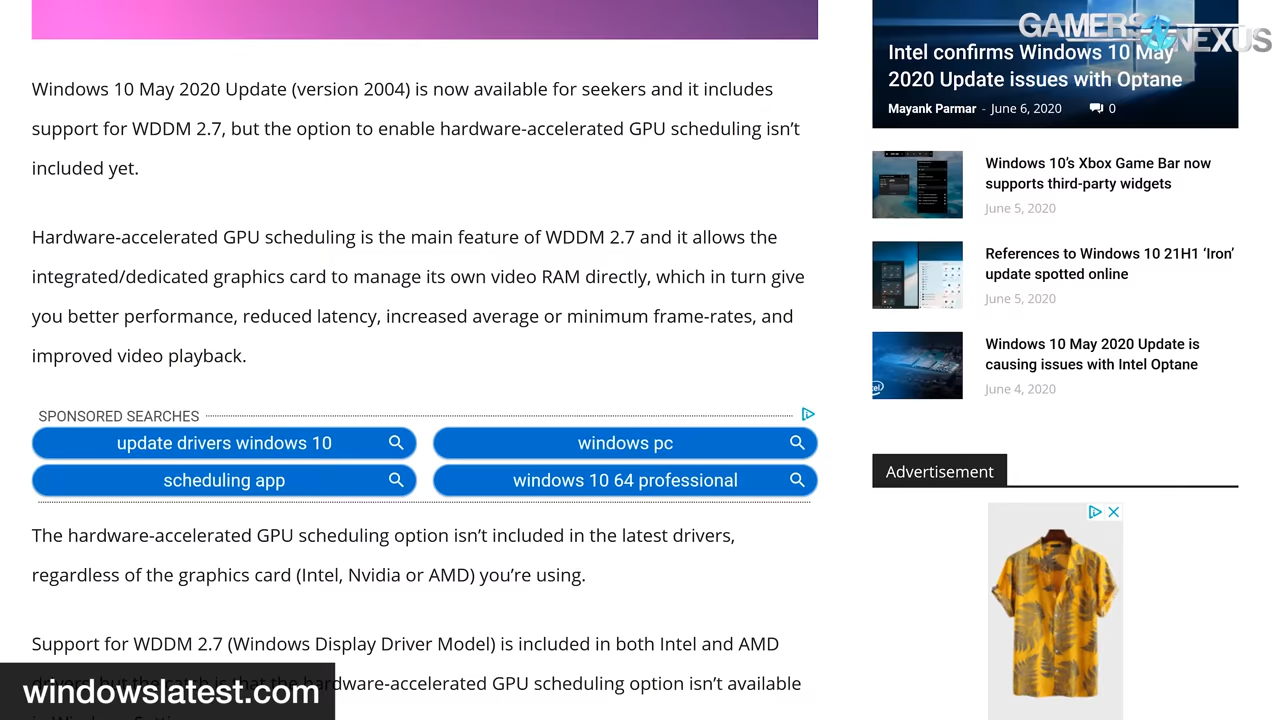 GAMERS NEXUS
Windows 10 May 2020 Update (version 2004) is now available for seekers and it includes
support for WDDM 2.7, but the option to enable hardware-accelerated GPU scheduling isn’t
included yet.
Hardware-accelerated GPU scheduling is the main feature of WDDM 2.7 and it allows the
integrated/dedicated graphics card to manage its own video RAM directly, which in turn give
you better performance, reduced latency, increased average or minimum frame-rates, and
improved video playback.
SPONSORED SEARCHES
update drivers windows 10
windows pc
scheduling app
windows 10 64 professional
The hardware-accelerated GPU scheduling option isn’t included in the latest drivers,
regardless of the graphics card (Intel, Nvidia or AMD) you’re using.
Support for WDDM 2.7 (Windows Display Driver Model) is included in both Intel and AMD
drivers, but the catch is that the hardware-accelerated GPU scheduling option isn’t available
windowslatest.com
Intel confirms Windows 10 May
2020 Update issues with Optane
Mayank Parmar - June 6, 2020 0
Windows 10’s Xbox Game Bar now
supports third-party widgets
June 5, 2020
References to Windows 10 21H1 ‘Iron’
update spotted online
June 5, 2020
Windows 10 May 2020 Update is
causing issues with Intel Optane
June 4, 2020
Advertisement